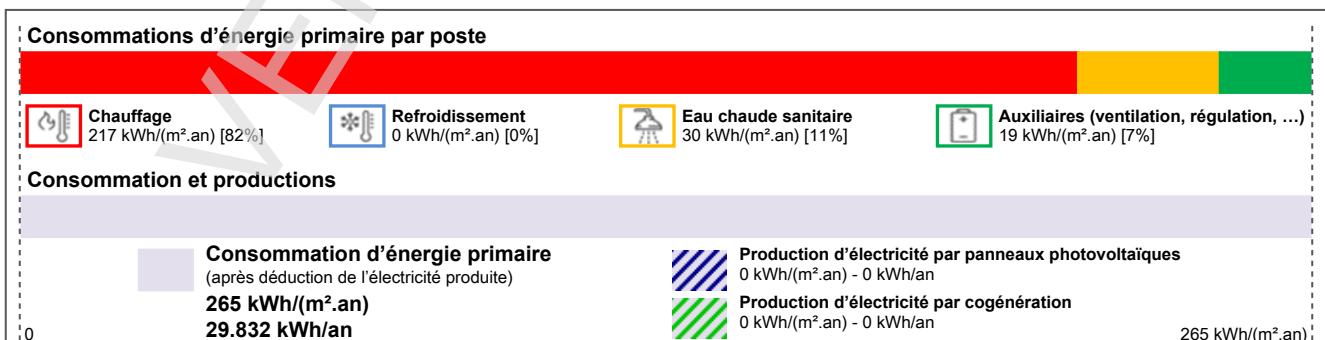 Consommations d'énergie primaire par poste
Chauffage
217 kWh/(m².an) [82%]
Refroidissement
0 kWh/(m².an) [0%]
Eau chaude sanitaire
30 kWh/(m².an) [11%]
Auxiliaires (ventilation, régulation, …)
19 kWh/(m².an) [7%]
Consommation et productions
Consommation d'énergie primaire
(après déduction de l'électricité produite)
265 kWh/(m².an)
29.832 kWh/an
Production d'électricité par panneaux photovoltaïques
0 kWh/(m².an) - 0 kWh/an
Production d'électricité par cogénération
0 kWh/(m².an) - 0 kWh/an
0
265 kWh/(m².an)